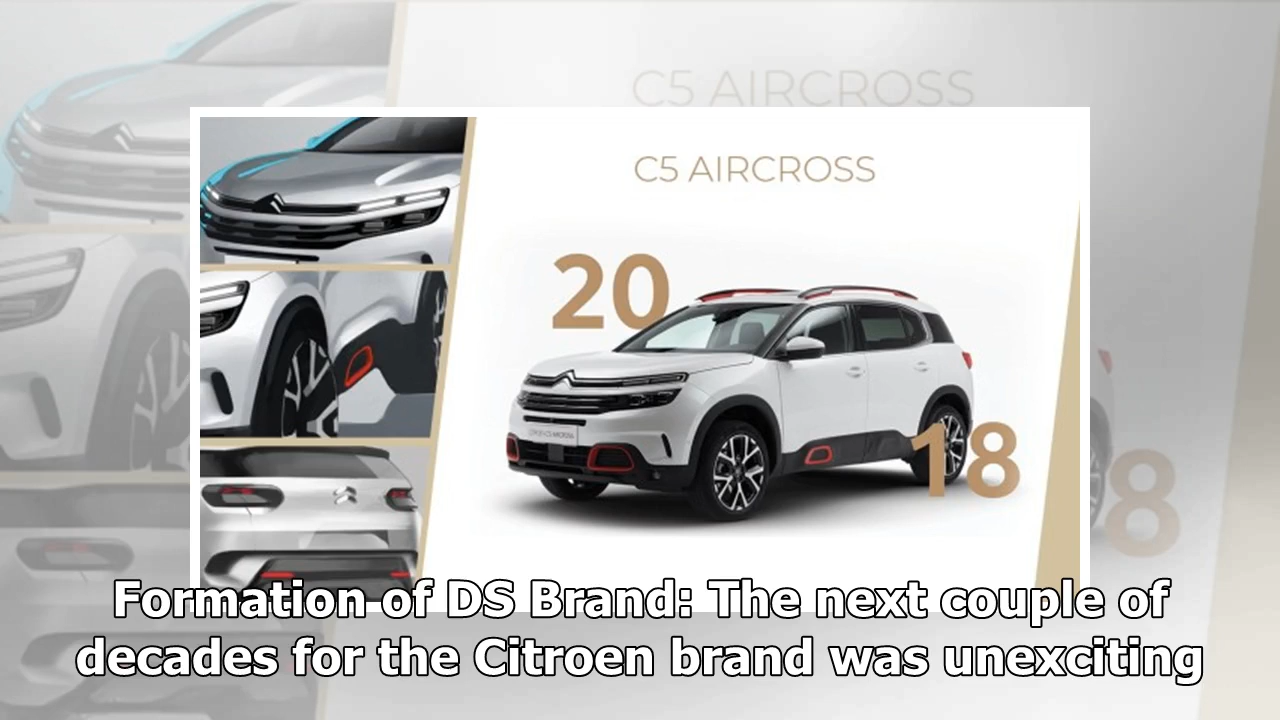 C5 AIRCROSS
C5 AIRCROSS
20
18
8
Formation of DS Brand: The next couple of
decades for the Citroen brand was unexciting